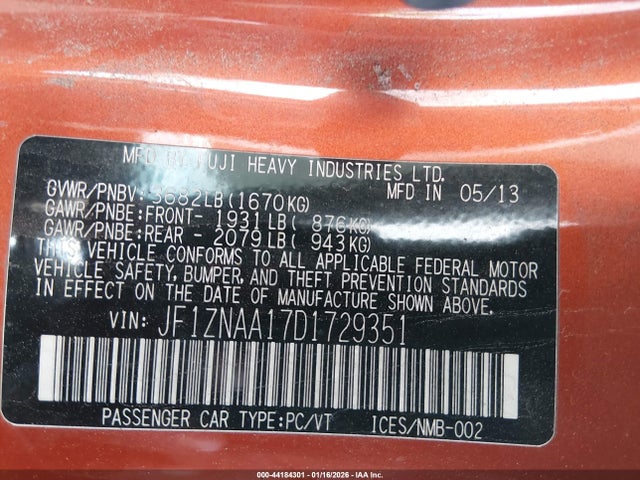 MFD BY FUJI HEAVY INDUSTRIES LTD.
GVWR/PNBV: 3682LB(1670KG) MFD IN 05/13
GAWR/PNBE:FRONT- 1931LB( 876KG)
GAWR/PNBE:REAR - 2079LB( 943KG)
THIS VEHICLE CONFORMS TO ALL APPLICABLE FEDERAL MOTOR
VEHICLE SAFETY, BUMPER, AND THEFT PREVENTION STANDARDS
IN EFFECT ON THE DATE OF MANUFACTURE SHOWN ABOVE.
VIN: JF1ZNAA17D1729351
PASSENGER CAR TYPE:PC/VT ICES/NMB-002
000-44184301 - 01/16/2026 - IAA Inc.